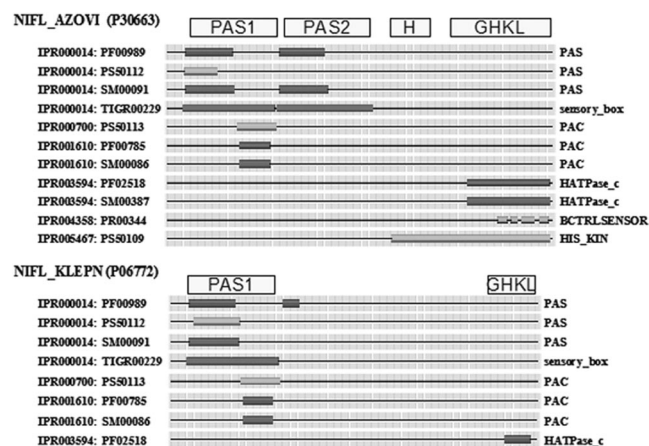 NIFL_AZOVI (P30663)
PAS1 PAS2 H GHKL
IPR000014: PF00989 PAS
IPR000014: PS50112 PAS
IPR000014: SM00091 PAS
IPR000014: TIGR00229 sensory_box
IPR000700: PS50113 PAC
IPR001610: PF00785 PAC
IPR001610: SM00086 PAC
IPR003594: PF02518 HATPase_c
IPR003594: SM00387 HATPase_c
IPR004358: PR00344 BCTRLSENSOR
IPR005467: PS50109 HIS_KIN
NIFL_KLEPN (P06772)
PAS1 GHKL
IPR000014: PF00989 PAS
IPR000014: PS50112 PAS
IPR000014: SM00091 PAS
IPR000014: TIGR00229 sensory_box
IPR000700: PS50113 PAC
IPR001610: PF00785 PAC
IPR001610: SM00086 PAC
IPR003594: PF02518 HATPase_c